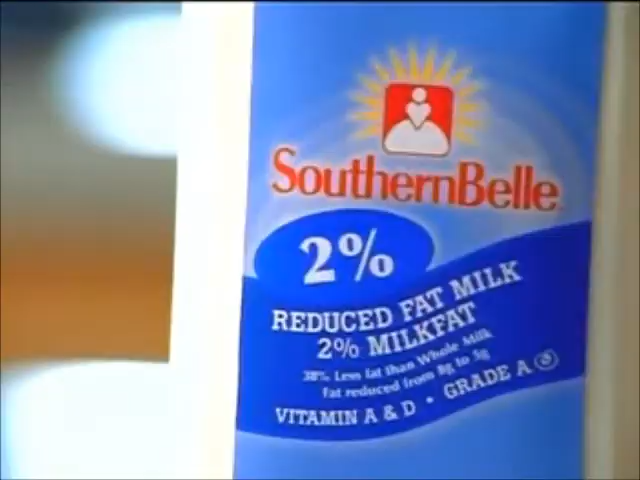 SouthernBelle
2%
REDUCED FAT MILK
2% MILKFAT
38% Less fat than Whole Milk
Fat reduced from 8g to 5g
VITAMIN A & D • GRADE A